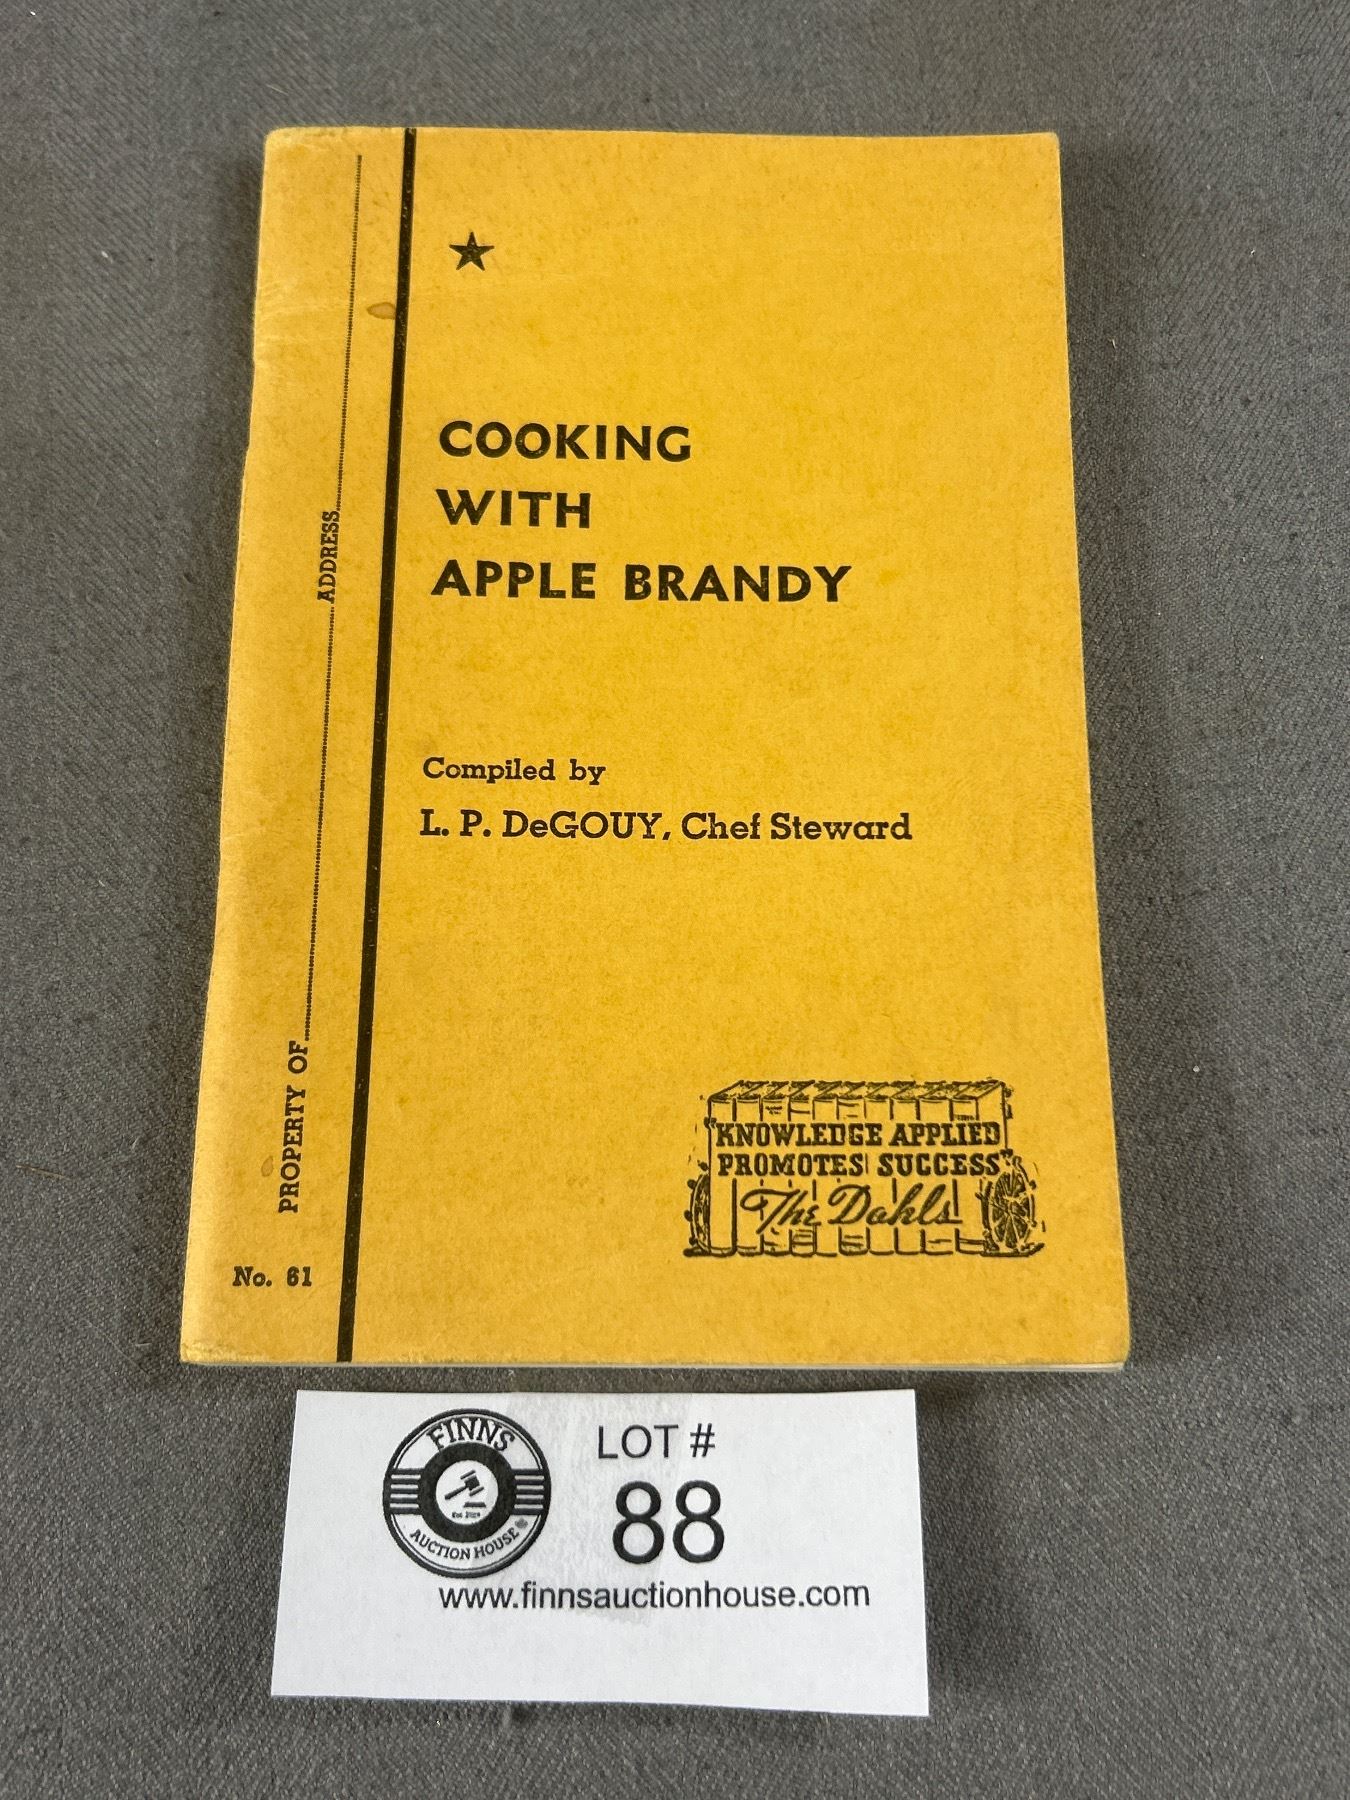 COOKING
WITH
APPLE BRANDY
Compiled by
L. P. DeGOUY, Chef Steward
PROPERTY OF ADDRESS
No. 61
"KNOWLEDGE APPLIED
PROMOTES SUCCESS"
The Dahls
FINNS
AUCTION HOUSE
LOT #
88
www.finnsauctionhouse.com